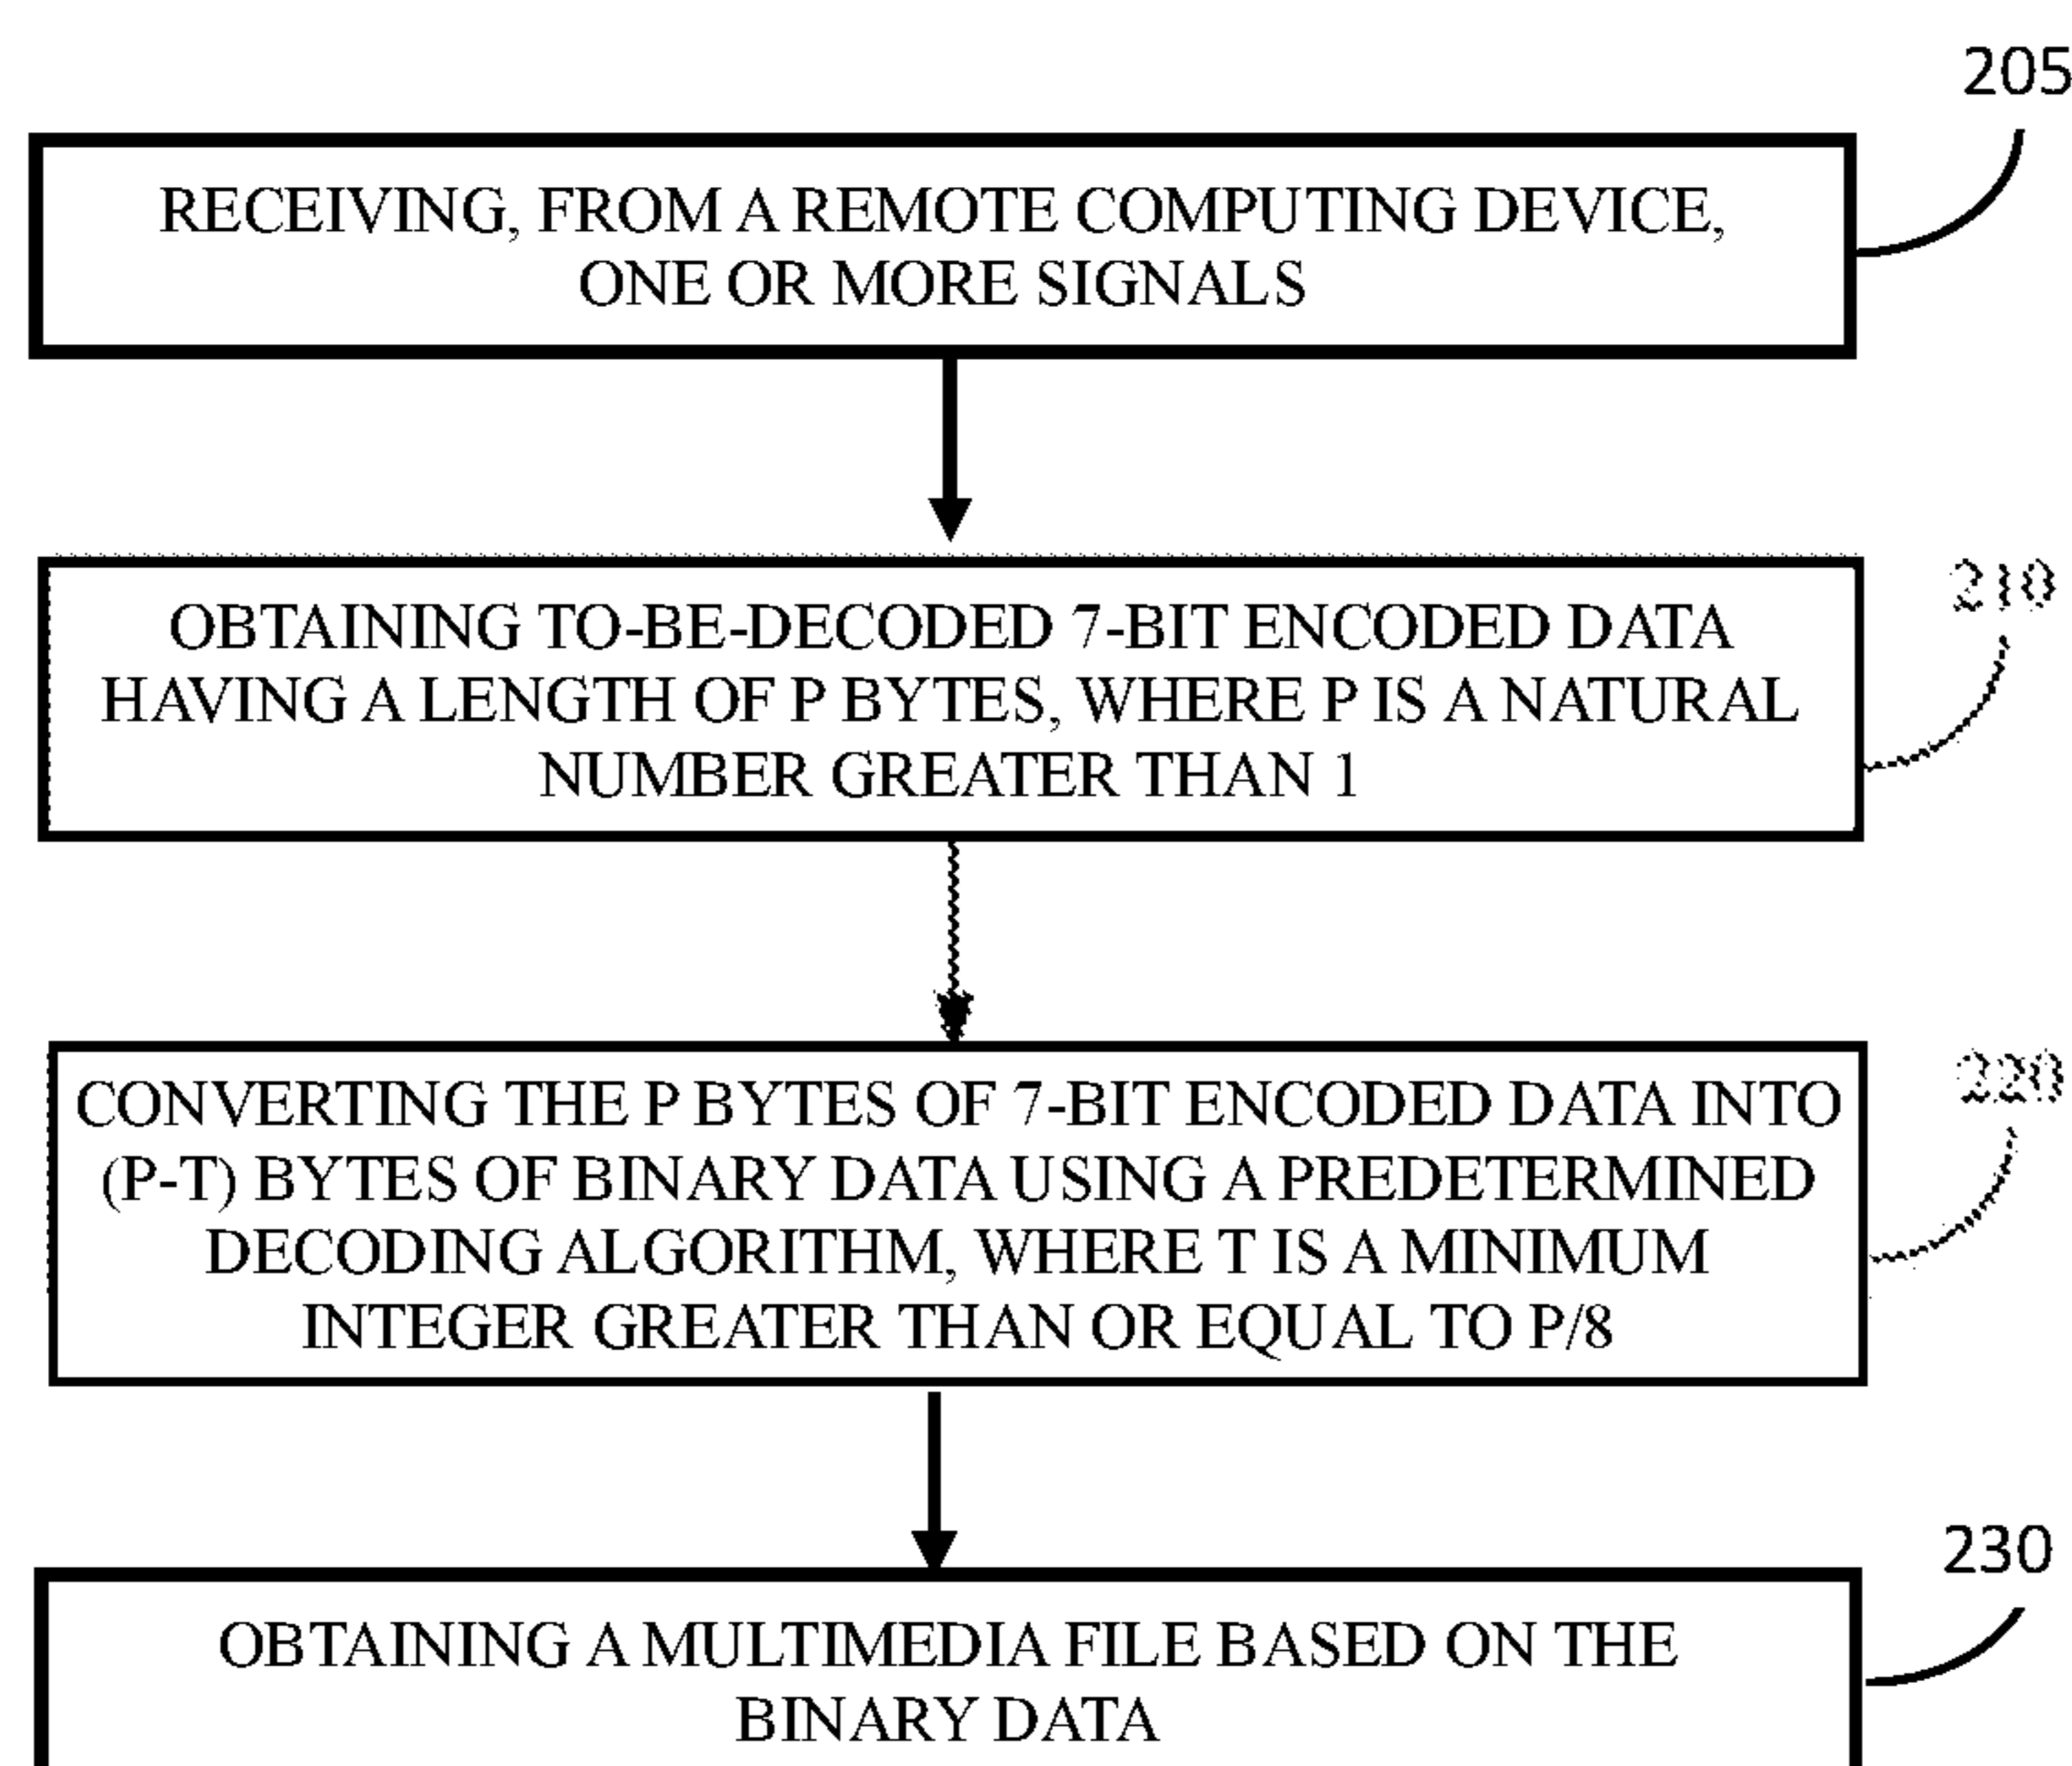 205
RECEIVING, FROM A REMOTE COMPUTING DEVICE,
ONE OR MORE SIGNALS
210
OBTAINING TO-BE-DECODED 7-BIT ENCODED DATA
HAVING A LENGTH OF P BYTES, WHERE P IS A NATURAL
NUMBER GREATER THAN 1
220
CONVERTING THE P BYTES OF 7-BIT ENCODED DATA INTO
(P-T) BYTES OF BINARY DATA USING A PREDETERMINED
DECODING ALGORITHM, WHERE T IS A MINIMUM
INTEGER GREATER THAN OR EQUAL TO P/8
230
OBTAINING A MULTIMEDIA FILE BASED ON THE
BINARY DATA